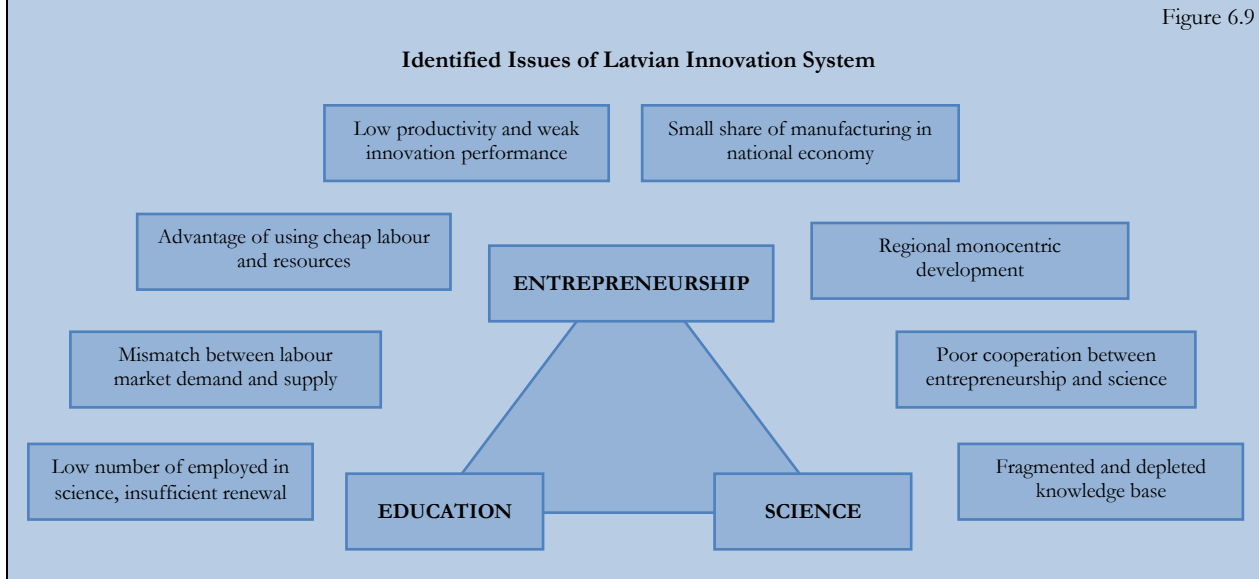 Figure 6.9
Identified Issues of Latvian Innovation System
Low productivity and weak
innovation performance
Small share of manufacturing in
national economy
Advantage of using cheap labour
and resources
Regional monocentric
development
ENTREPRENEURSHIP
Mismatch between labour
market demand and supply
Poor cooperation between
entrepreneurship and science
Low number of employed in
science, insufficient renewal
Fragmented and depleted
knowledge base
EDUCATION
SCIENCE